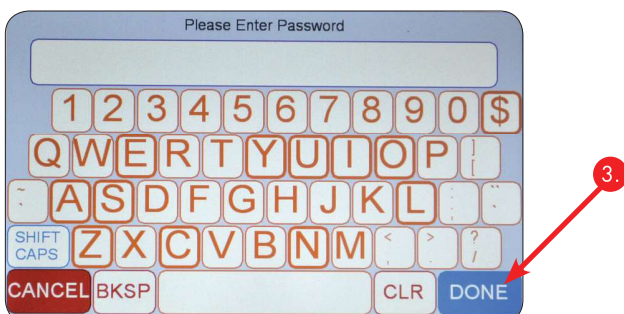 Please Enter Password
1 2 3 4 5 6 7 8 9 0 $
Q W E R T Y U I O P ] [
~ A S D F G H J K L : ; "
SHIFT CAPS Z X C V B N M < , > . ? /
CANCEL BKSP CLR DONE
3.